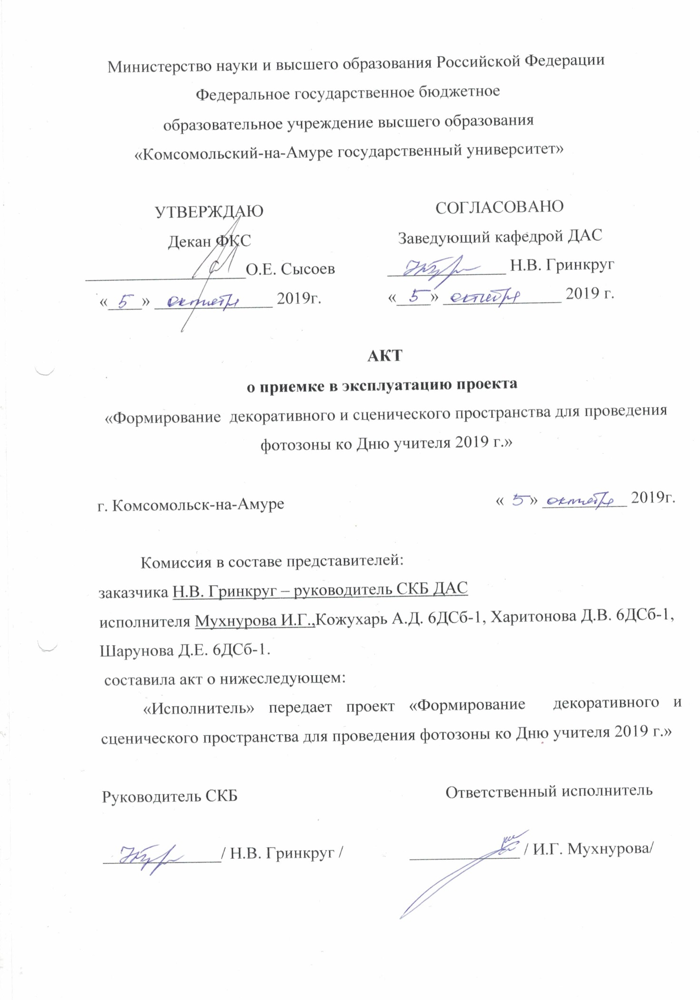 Министерство науки и высшего образования Российской Федерации
Федеральное государственное бюджетное
образовательное учреждение высшего образования
«Комсомольский-на-Амуре государственный университет»
УТВЕРЖДАЮ
Декан ФКС
О.Е. Сысоев
«5» октября 2019г.
СОГЛАСОВАНО
Заведующий кафедрой ДАС
Н.В. Гринкруг
«5» октября 2019 г.
АКТ
о приемке в эксплуатацию проекта
«Формирование декоративного и сценического пространства для проведения
фотозоны ко Дню учителя 2019 г.»
г. Комсомольск-на-Амуре « 5» октября 2019г.
Комиссия в составе представителей:
заказчика Н.В. Гринкруг – руководитель СКБ ДАС
исполнителя Мухнурова И.Г.,Кожухарь А.Д. 6ДСб-1, Харитонова Д.В. 6ДСб-1,
Шарунова Д.Е. 6ДСб-1.
составила акт о нижеследующем:
«Исполнитель» передает проект «Формирование декоративного и
сценического пространства для проведения фотозоны ко Дню учителя 2019 г.»
Руководитель СКБ Ответственный исполнитель
/ Н.В. Гринкруг / / И.Г. Мухнурова/